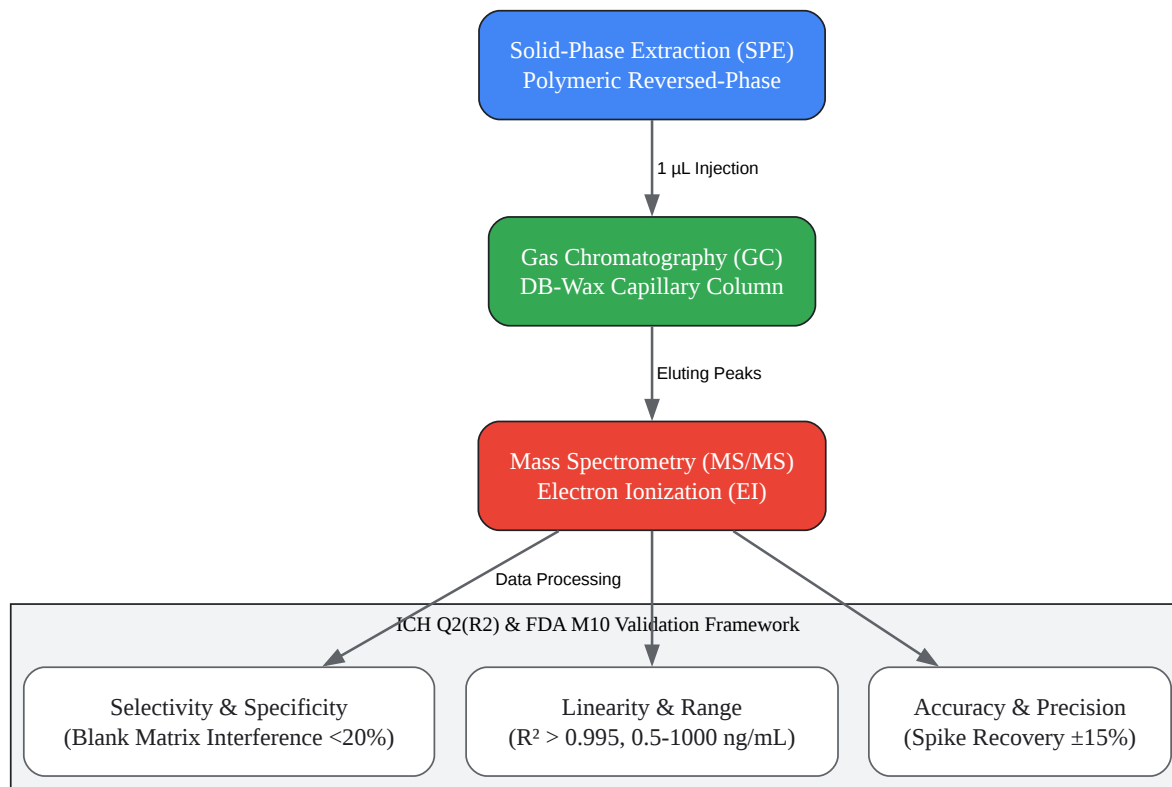 Solid-Phase Extraction (SPE)
Polymeric Reversed-Phase
1 µL Injection
Gas Chromatography (GC)
DB-Wax Capillary Column
Eluting Peaks
Mass Spectrometry (MS/MS)
Electron Ionization (EI)
Data Processing
ICH Q2(R2) & FDA M10 Validation Framework
Selectivity & Specificity
(Blank Matrix Interference <20%)
Linearity & Range
(R² > 0.995, 0.5-1000 ng/mL)
Accuracy & Precision
(Spike Recovery ±15%)